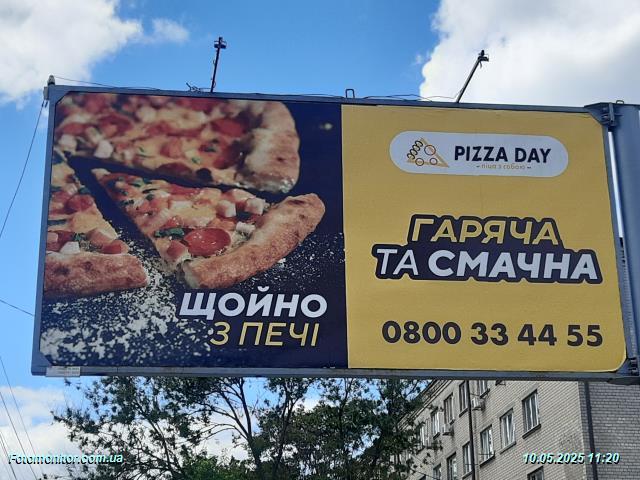 PIZZA DAY
піца з собою
ГАРЯЧА
ТА СМАЧНА
ЩОЙНО
З ПЕЧІ
0800 33 44 55
Fotomonitor.com.ua
10.05.2025 11:20